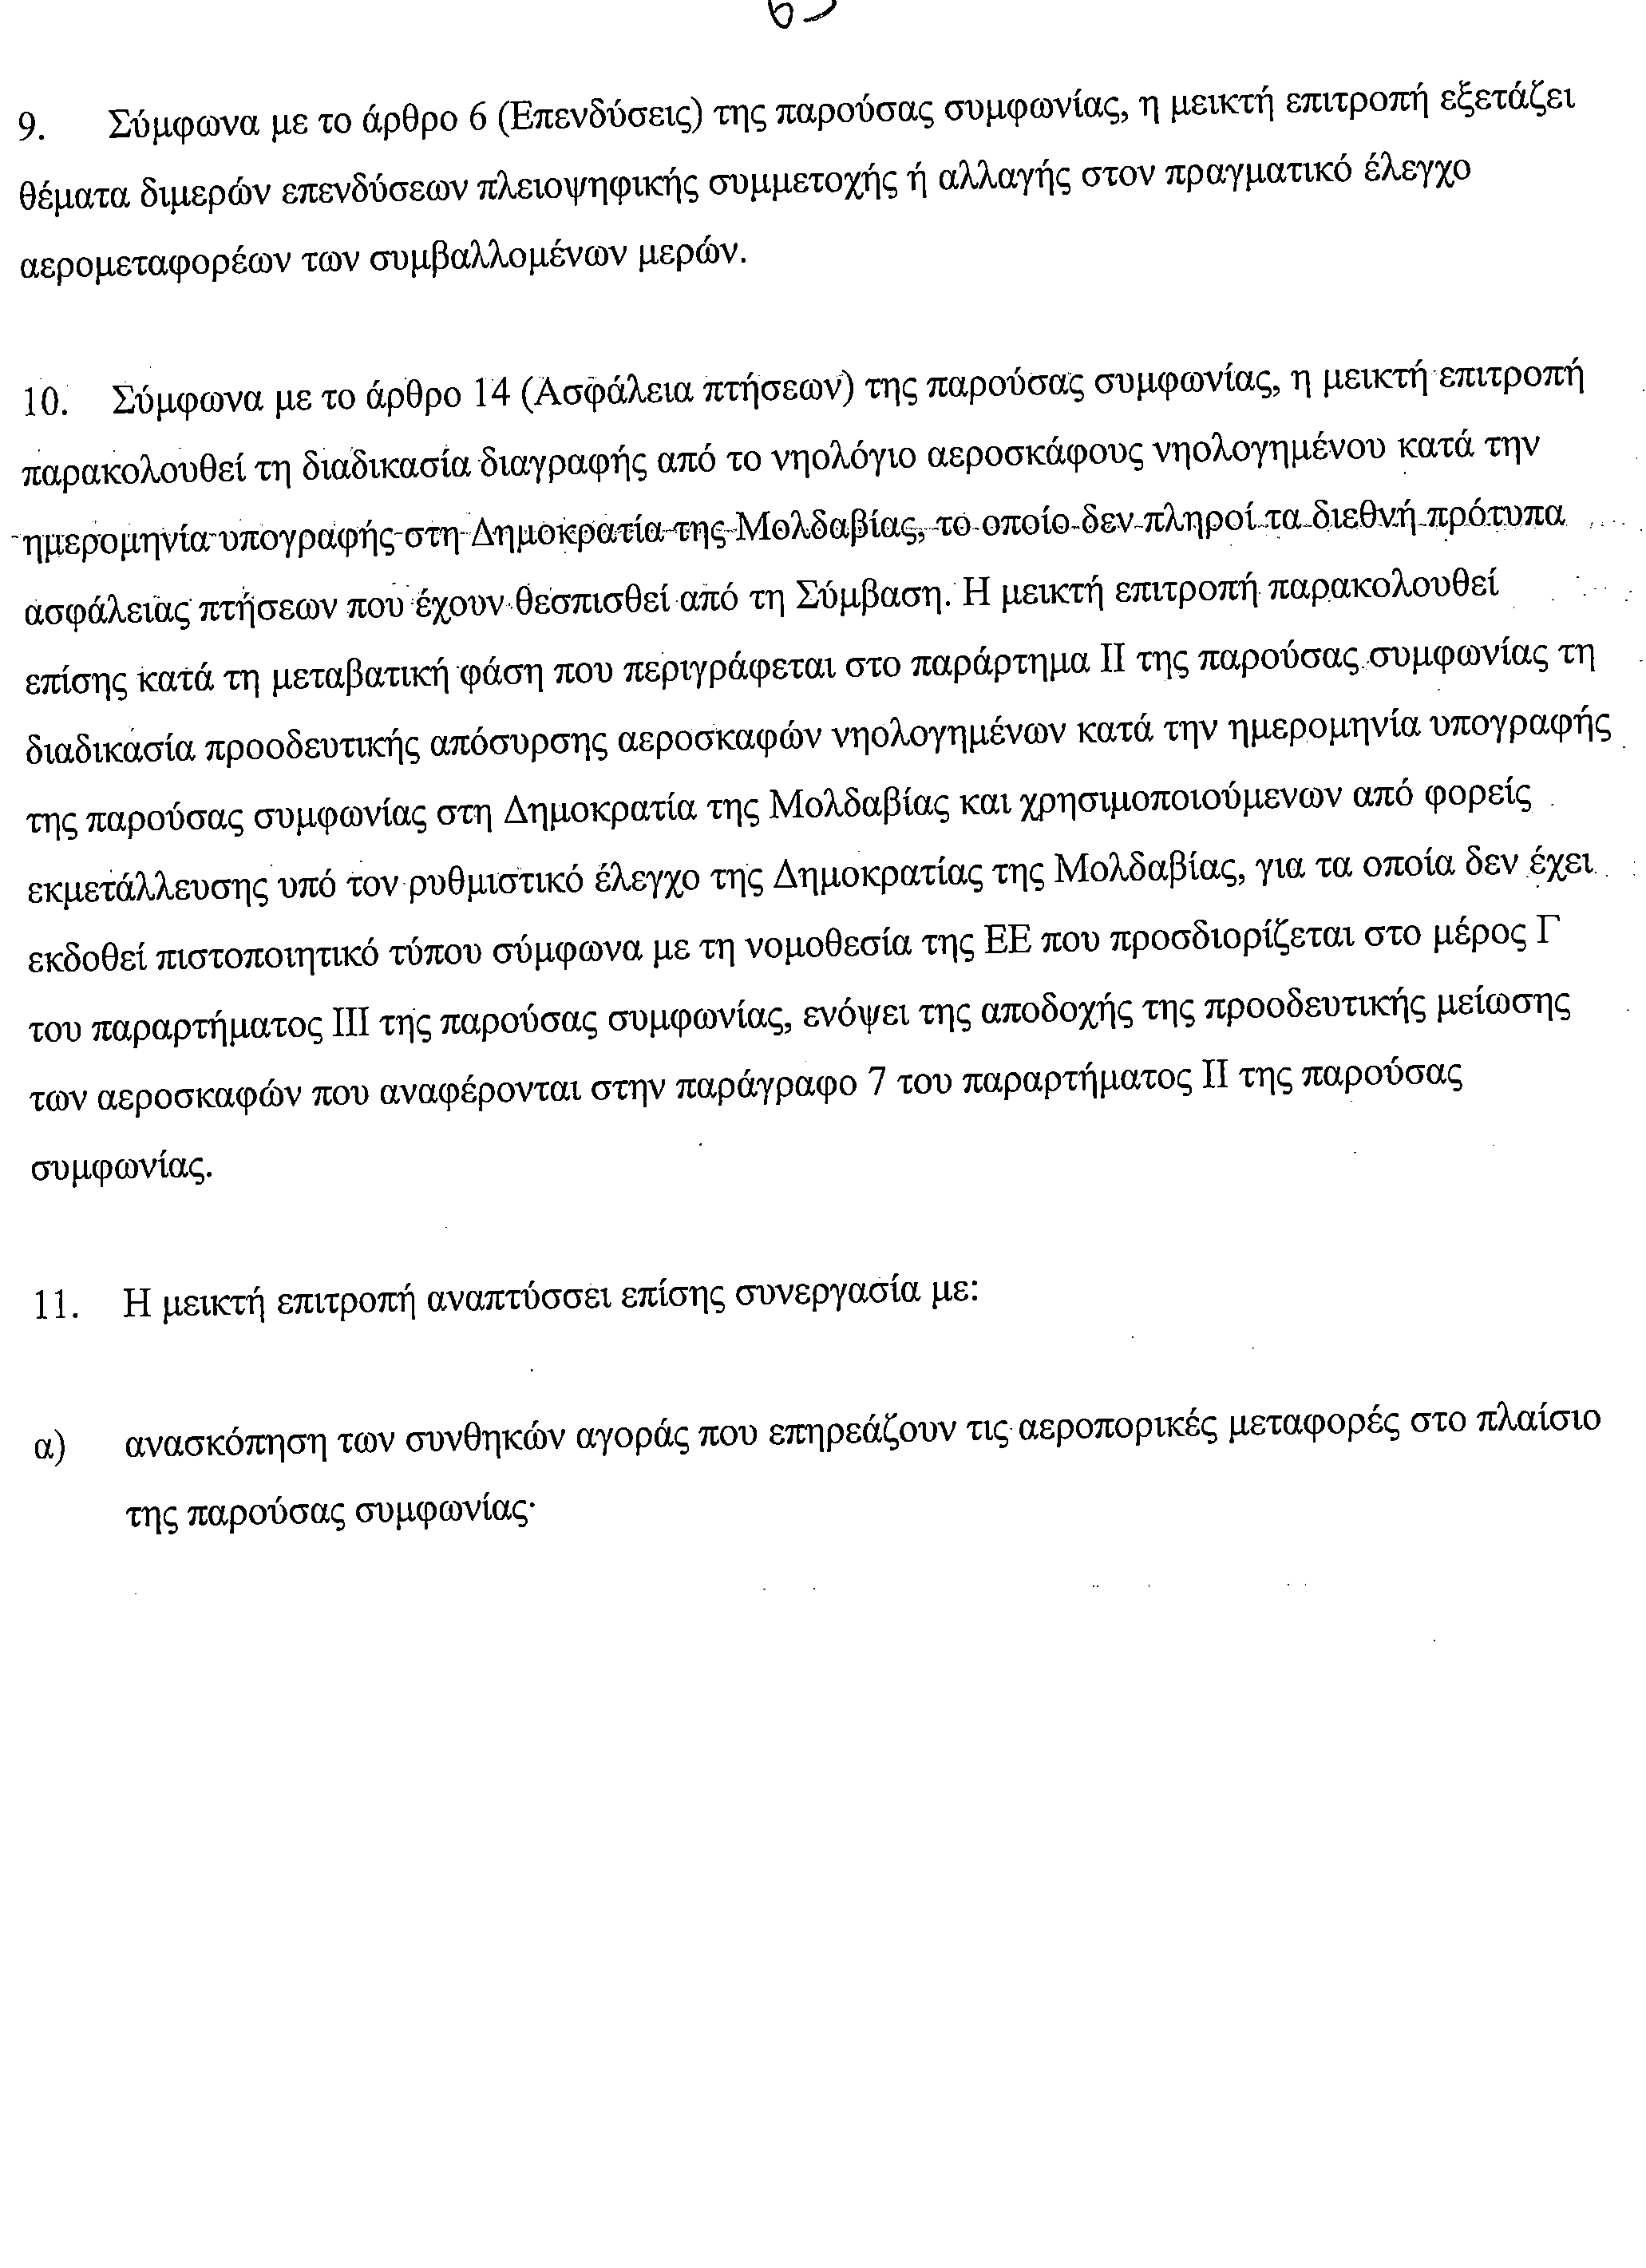 9. Σύμφωνα με το άρθρο 6 (Επενδύσεις) της παρούσας συμφωνίας, η μεικτή επιτροπή εξετάζει
θέματα διμερών επενδύσεων πλειοψηφικής συμμετοχής ή αλλαγής στον πραγματικό έλεγχο
αερομεταφορέων των συμβαλλομένων μερών.
10. Σύμφωνα με το άρθρο 14 (Ασφάλεια πτήσεων) της παρούσας συμφωνίας, η μεικτή επιτροπή
παρακολουθεί τη διαδικασία διαγραφής από το νηολόγιο αεροσκάφους νηολογημένου κατά την
ημερομηνία υπογραφής στη Δημοκρατία της Μολδαβίας, το οποίο δεν πληροί τα διεθνή πρότυπα
ασφάλειας πτήσεων που έχουν θεσπισθεί από τη Σύμβαση. Η μεικτή επιτροπή παρακολουθεί
επίσης κατά τη μεταβατική φάση που περιγράφεται στο παράρτημα ΙΙ της παρούσας συμφωνίας τη
διαδικασία προοδευτικής απόσυρσης αεροσκαφών νηολογημένων κατά την ημερομηνία υπογραφής
της παρούσας συμφωνίας στη Δημοκρατία της Μολδαβίας και χρησιμοποιούμενων από φορείς
εκμετάλλευσης υπό τον ρυθμιστικό έλεγχο της Δημοκρατίας της Μολδαβίας, για τα οποία δεν έχει
εκδοθεί πιστοποιητικό τύπου σύμφωνα με τη νομοθεσία της ΕΕ που προσδιορίζεται στο μέρος Γ
του παραρτήματος ΙΙΙ της παρούσας συμφωνίας, ενόψει της αποδοχής της προοδευτικής μείωσης
των αεροσκαφών που αναφέρονται στην παράγραφο 7 του παραρτήματος ΙΙ της παρούσας
συμφωνίας.
11. Η μεικτή επιτροπή αναπτύσσει επίσης συνεργασία με:
α) ανασκόπηση των συνθηκών αγοράς που επηρεάζουν τις αεροπορικές μεταφορές στο πλαίσιο
της παρούσας συμφωνίας·